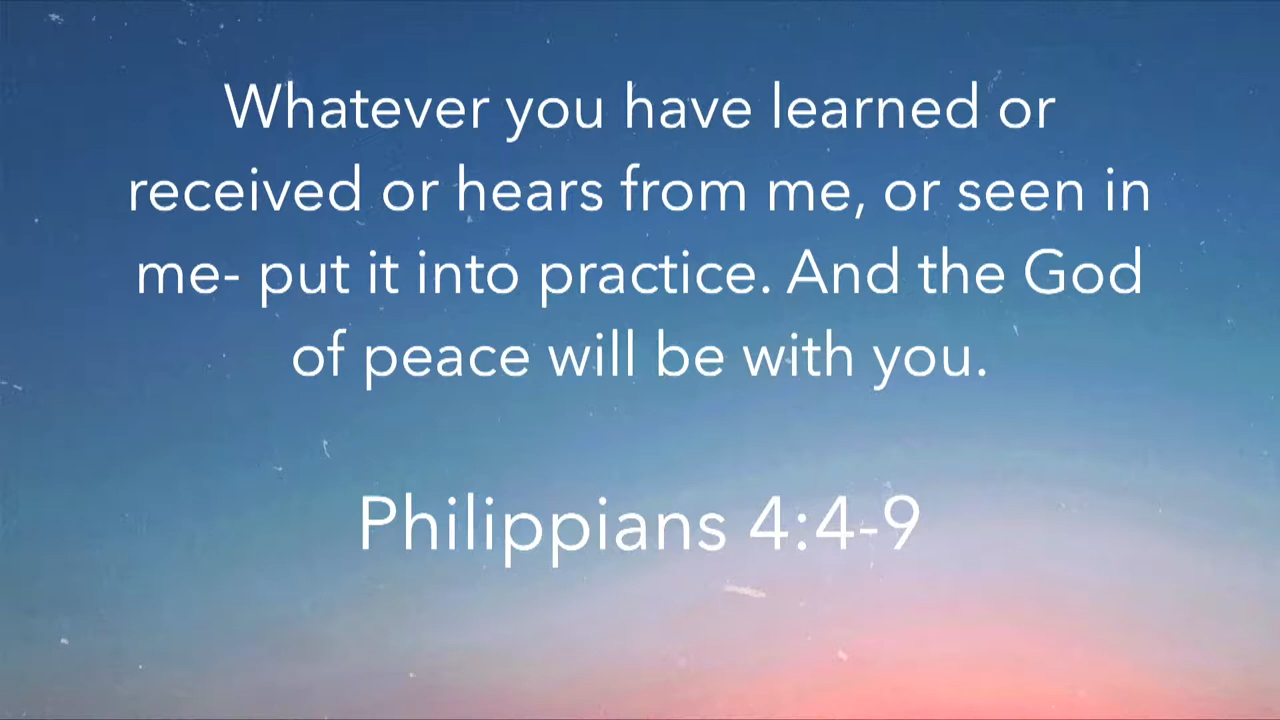 Whatever you have learned or
received or hears from me, or seen in
me- put it into practice. And the God
of peace will be with you.
Philippians 4:4-9